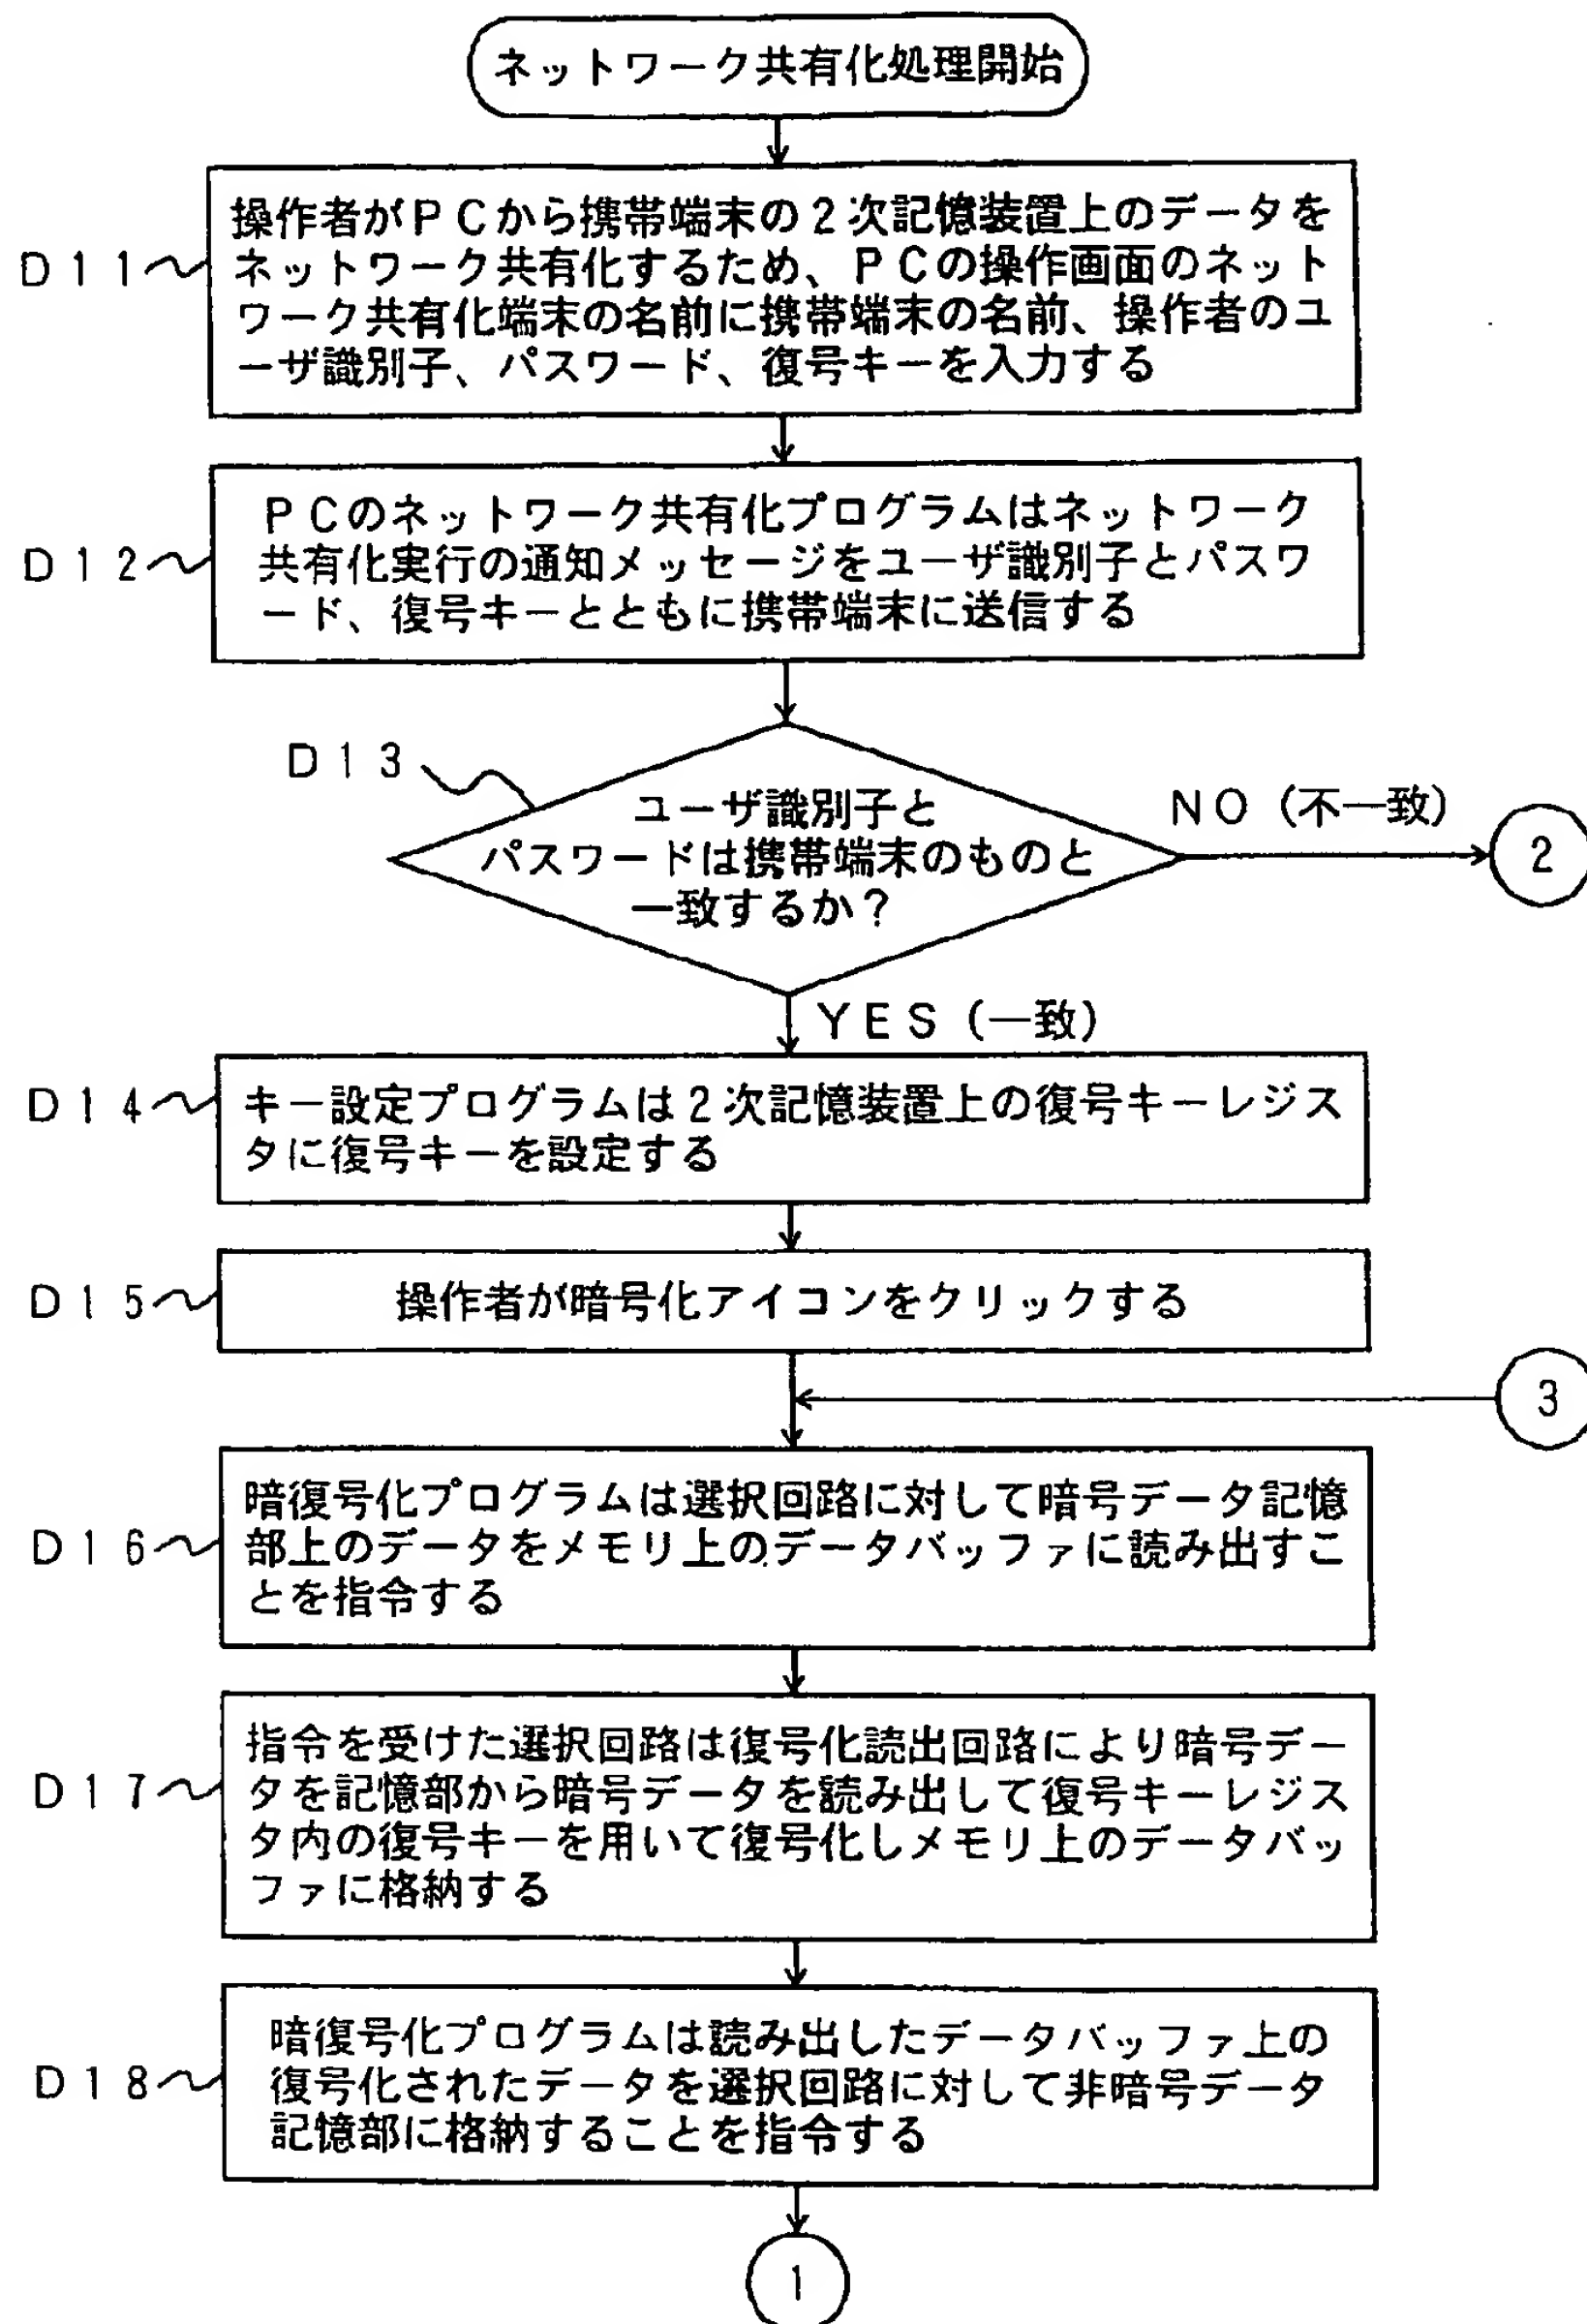 ネットワーク共有化処理開始
D11
操作者がPCから携帯端末の2次記憶装置上のデータを
ネットワーク共有化するため、PCの操作画面のネット
ワーク共有化端末の名前に携帯端末の名前、操作者のユ
ーザ識別子、パスワード、復号キーを入力する
D12
PCのネットワーク共有化プログラムはネットワーク
共有化実行の通知メッセージをユーザ識別子とパスワ
ード、復号キーとともに携帯端末に送信する
D13
ユーザ識別子と
パスワードは携帯端末のものと
一致するか?
NO(不一致)
2
YES(一致)
D14
キー設定プログラムは2次記憶装置上の復号キーレジス
タに復号キーを設定する
D15
操作者が暗号化アイコンをクリックする
3
D16
暗復号化プログラムは選択回路に対して暗号データ記憶
部上のデータをメモリ上のデータバッファに読み出すこ
とを指令する
D17
指令を受けた選択回路は復号化読出回路により暗号デー
タを記憶部から暗号データを読み出して復号キーレジス
タ内の復号キーを用いて復号化しメモリ上のデータバッ
ファに格納する
D18
暗復号化プログラムは読み出したデータバッファ上の
復号化されたデータを選択回路に対して非暗号データ
記憶部に格納することを指令する
1